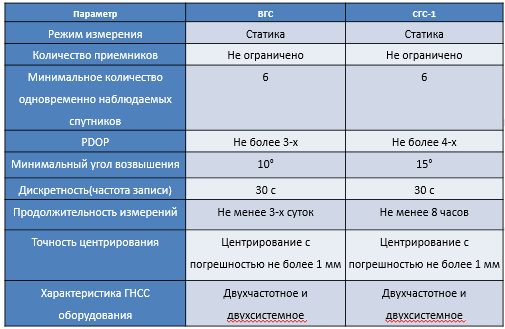 Параметр ВГС СГС-1
Режим измерения Статика Статика
Количество приемников Не ограничено Не ограничено
Минимальное количество 6 6
одновременно наблюдаемых
спутников
PDOP Не более 3-х Не более 4-х
Минимальный угол возвышения 10⁰ 15⁰
Дискретность(частота записи) 30 с 30 с
Продолжительность измерений Не менее 3-х суток Не менее 8 часов
Точность центрирования Центрирование с Центрирование с
погрешностью не более 1 мм погрешностью не более 1 мм
Характеристика ГНСС Двухчастотное и Двухчастотное и
оборудования двухсистемное двухсистемное